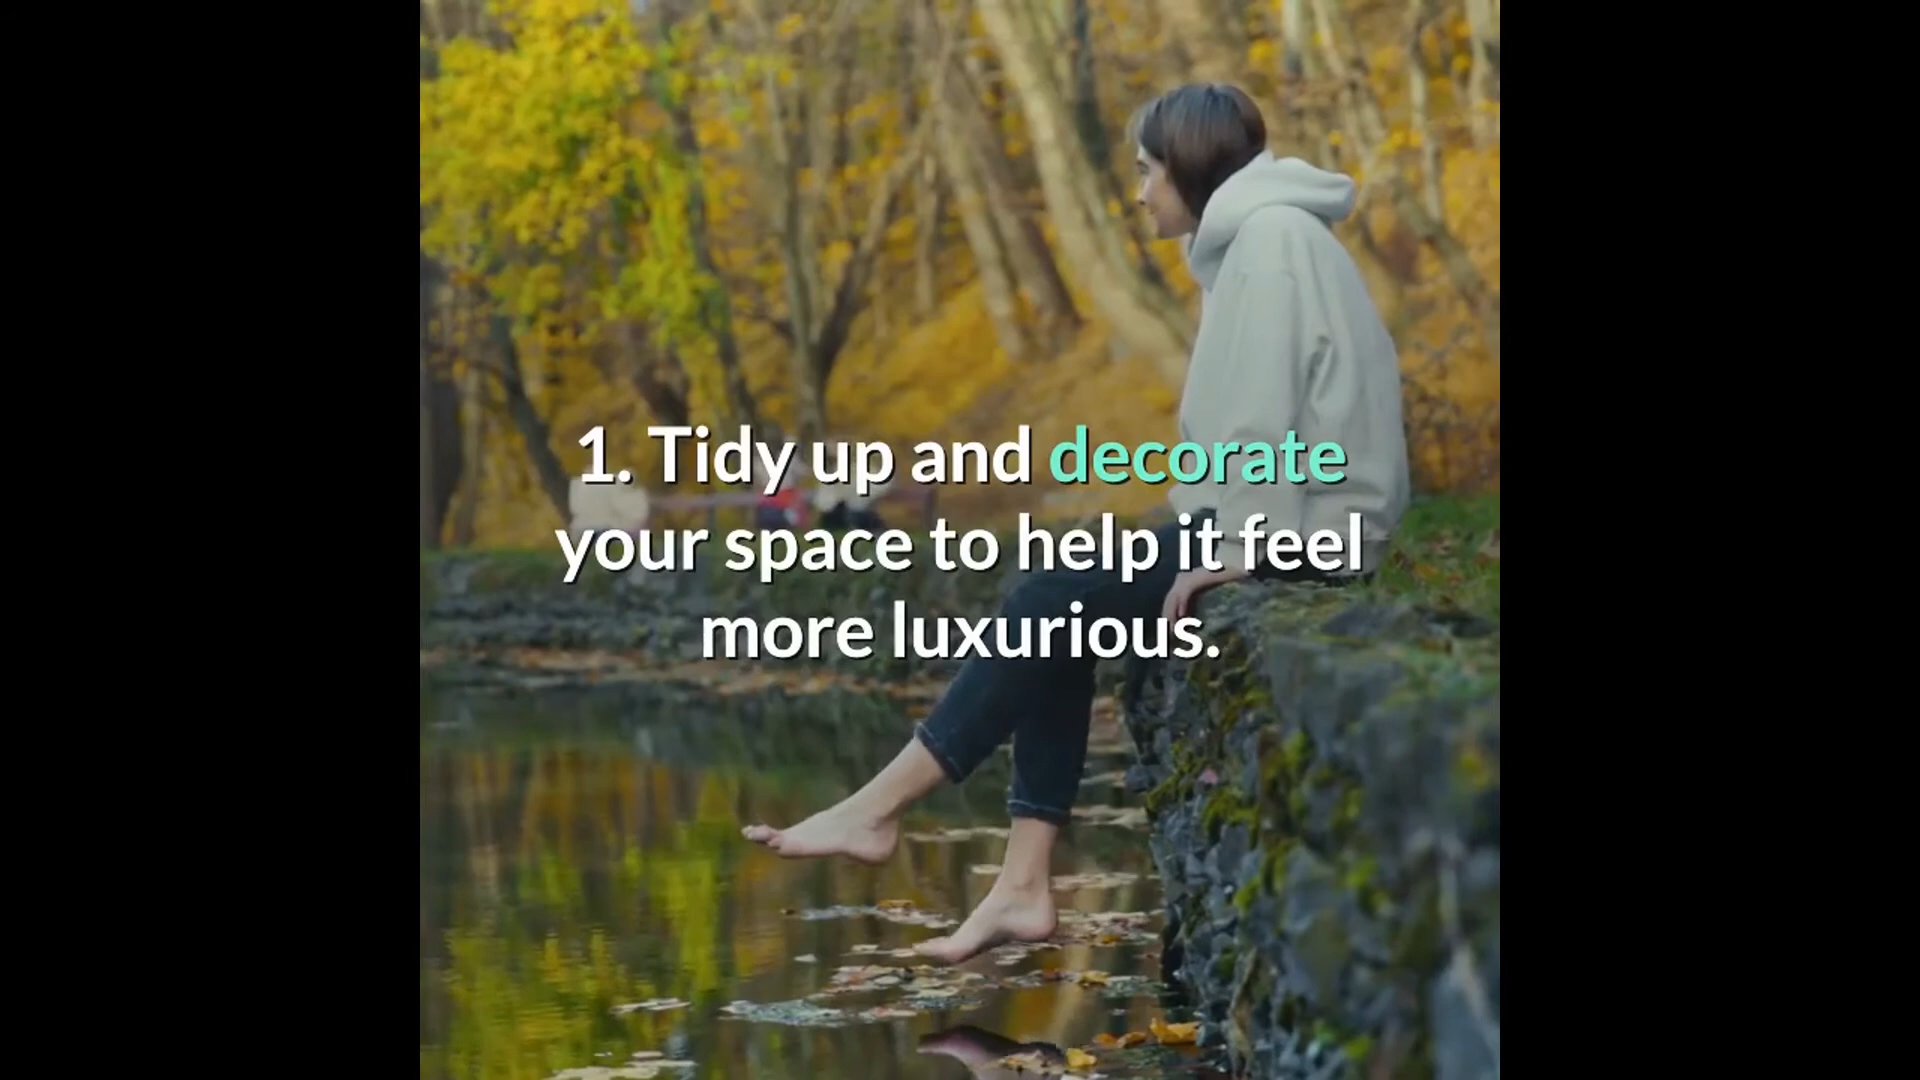 1. Tidy up and decorate
your space to help it feel
more luxurious.